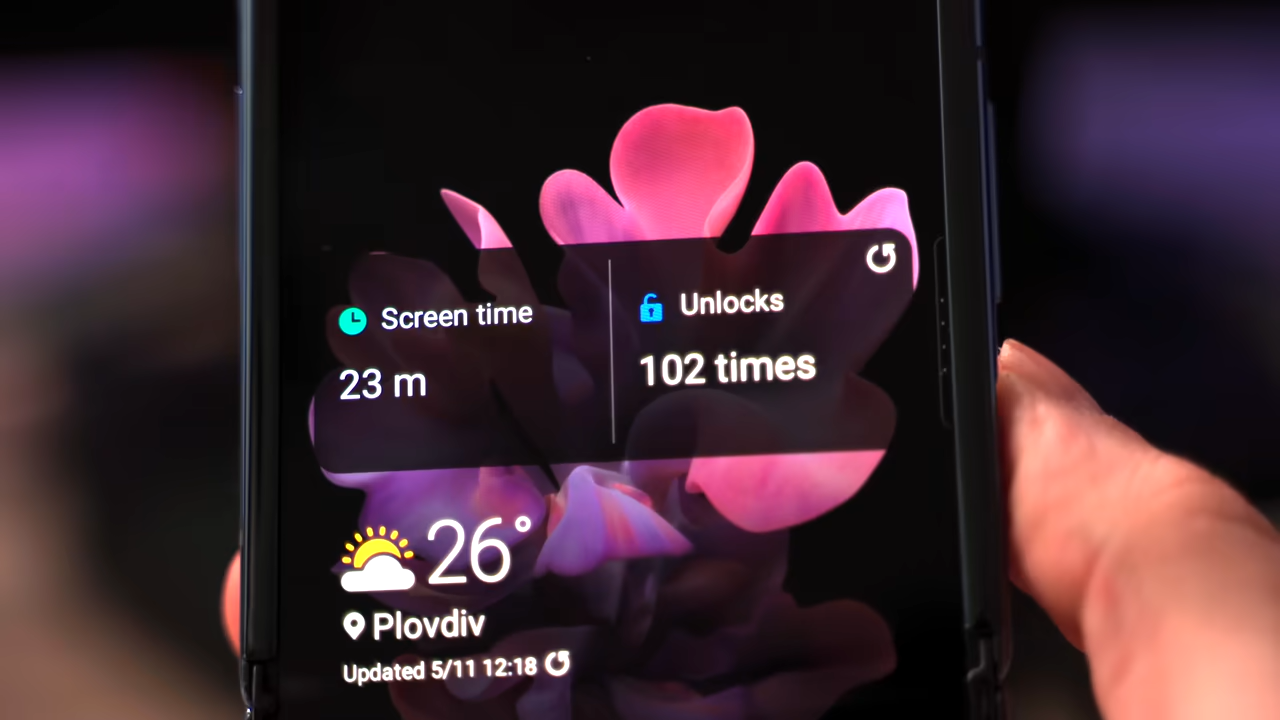 Screen time
23 m
Unlocks
102 times
26°
Plovdiv
Updated 5/11 12:18